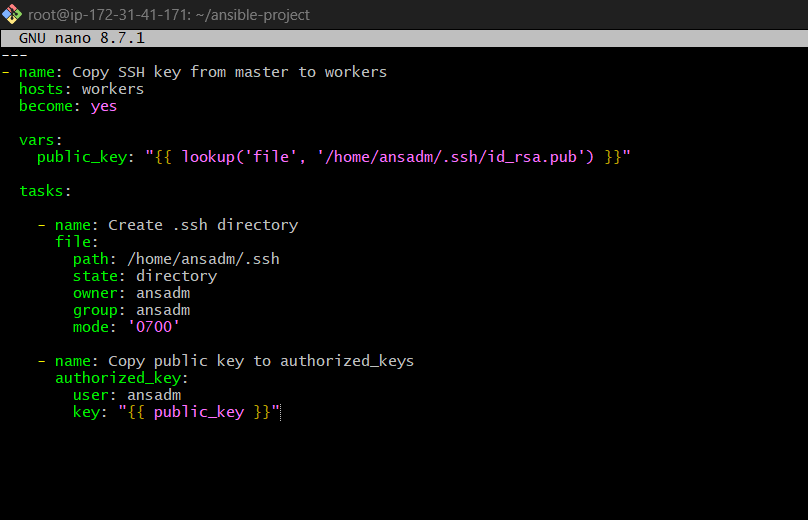 root@ip-172-31-41-171: ~/ansible-project
GNU nano 8.7.1
---
- name: Copy SSH key from master to workers
  hosts: workers
  become: yes

  vars:
    public_key: "{{ lookup('file', '/home/ansadm/.ssh/id_rsa.pub') }}"

  tasks:

    - name: Create .ssh directory
      file:
        path: /home/ansadm/.ssh
        state: directory
        owner: ansadm
        group: ansadm
        mode: '0700'

    - name: Copy public key to authorized_keys
      authorized_key:
        user: ansadm
        key: "{{ public_key }}"